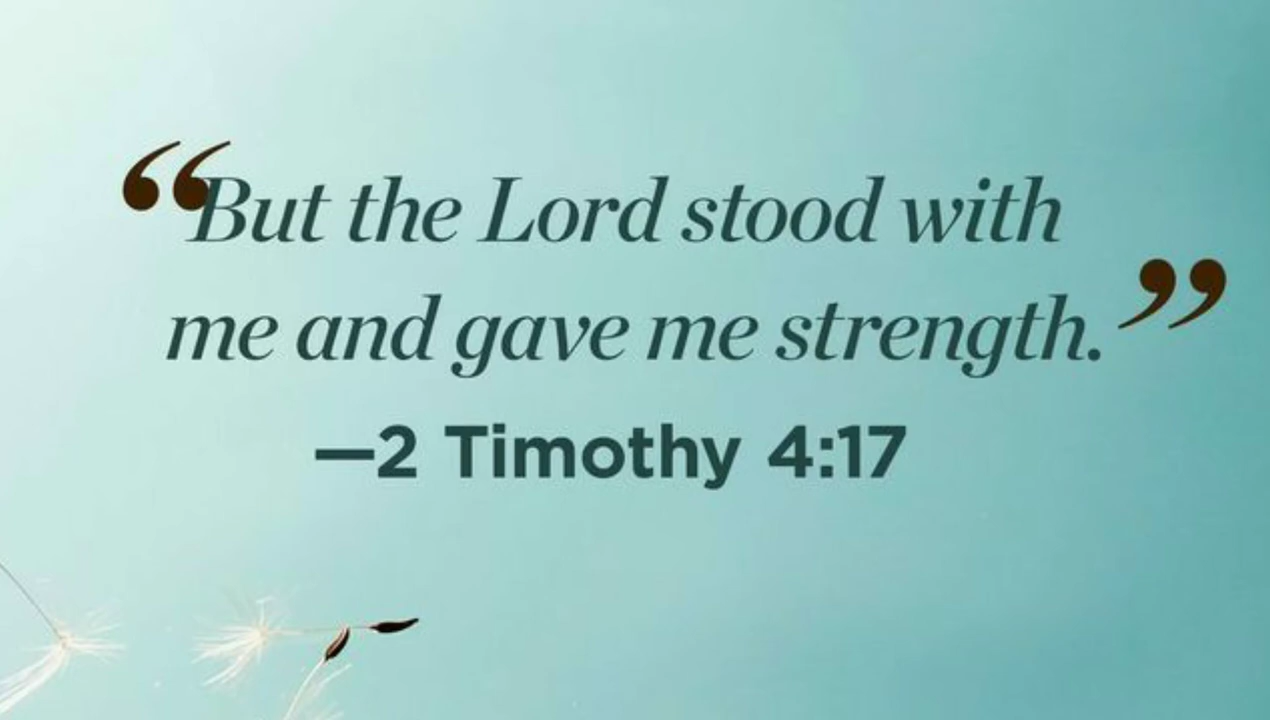 “But the Lord stood with
me and gave me strength.”
—2 Timothy 4:17